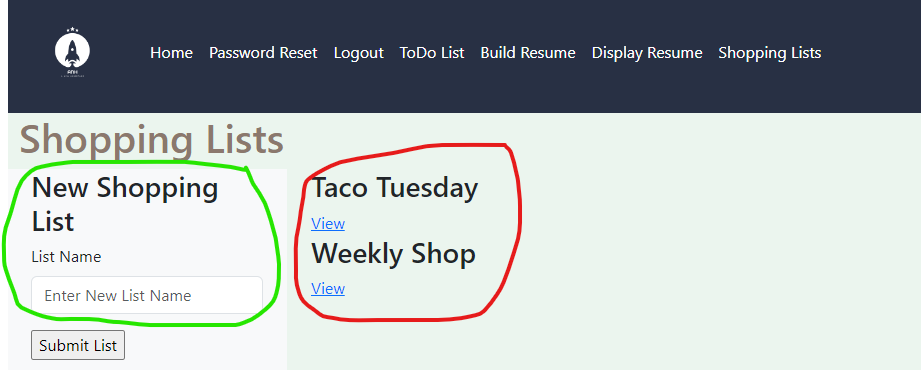 Home Password Reset Logout ToDo List Build Resume Display Resume Shopping Lists
Shopping Lists
New Shopping
List
List Name
Enter New List Name
Submit List
Taco Tuesday
View
Weekly Shop
View